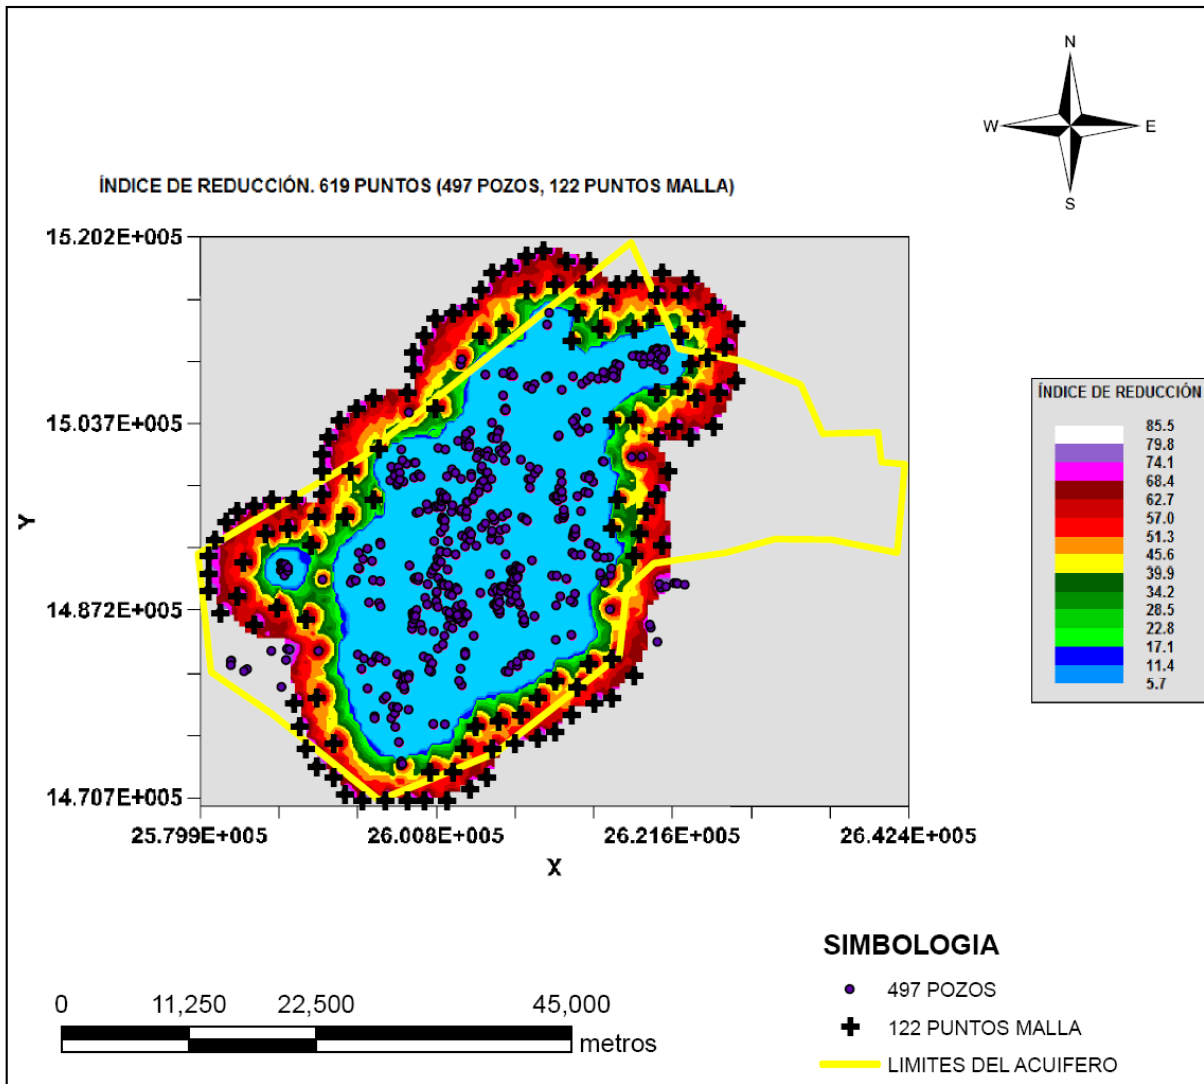 N
W
E
S
ÍNDICE DE REDUCCIÓN. 619 PUNTOS (497 POZOS, 122 PUNTOS MALLA)
15.202E+005
15.037E+005
14.872E+005
14.707E+005
Y
25.799E+005
26.008E+005
26.216E+005
26.424E+005
X
ÍNDICE DE REDUCCIÓN
85.5
79.8
74.1
68.4
62.7
57.0
51.3
45.6
39.9
34.2
28.5
22.8
17.1
11.4
5.7
SIMBOLOGIA
497 POZOS
122 PUNTOS MALLA
LIMITES DEL ACUIFERO
0
11,250
22,500
45,000
metros